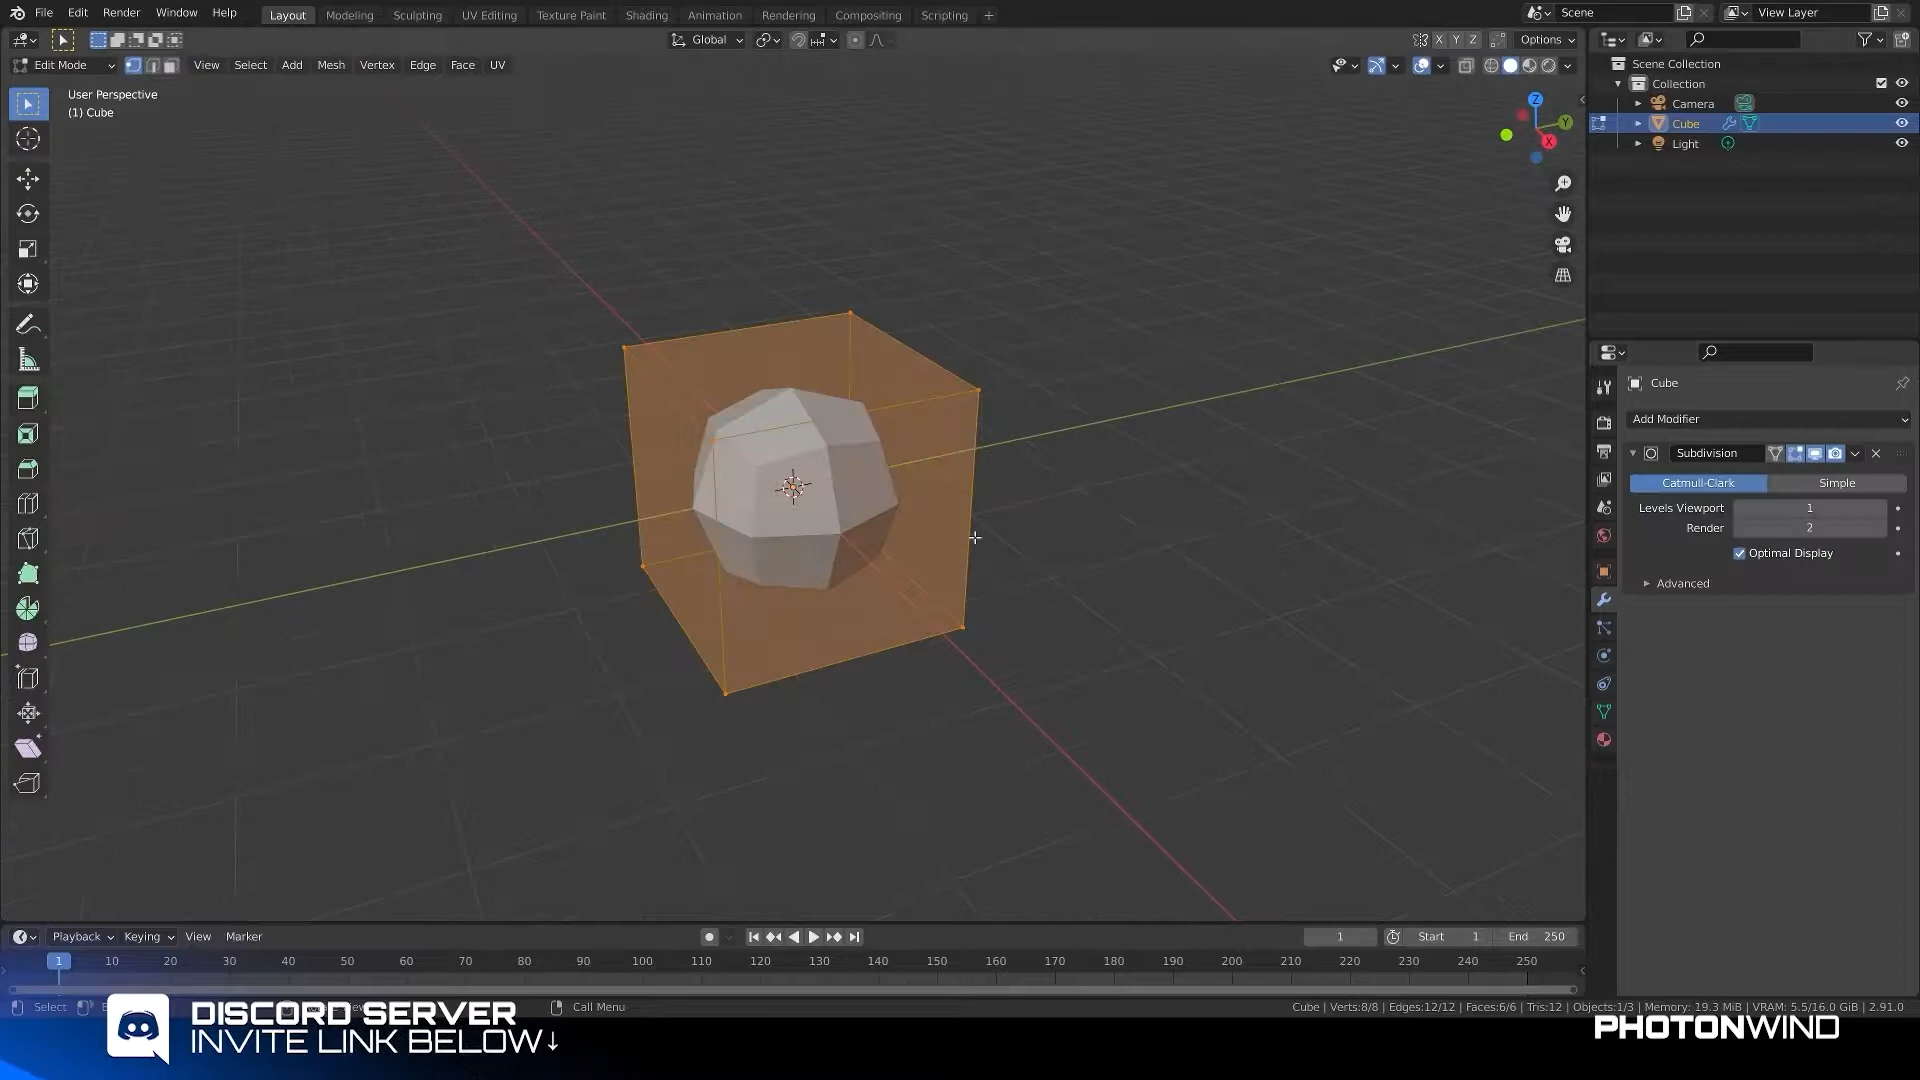 File Edit Render Window Help Layout Modeling Sculpting UV Editing Texture Paint Shading Animation Rendering Compositing Scripting + Scene View Layer
Global X Y Z Options
Edit Mode View Select Add Mesh Vertex Edge Face UV
User Perspective
(1) Cube
Z
Y
X
Scene Collection
Collection
Camera
Cube
Light
Cube
Add Modifier
Subdivision
Catmull-Clark Simple
Levels Viewport 1
Render 2
Optimal Display
Advanced
Playback Keying View Marker 1 Start 1 End 250
1 10 20 30 40 50 60 70 80 90 100 110 120 130 140 150 160 170 180 190 200 210 220 230 240 250
Select Call Menu Cube | Verts:8/8 | Edges:12/12 | Faces:6/6 | Tris:12 | Objects:1/3 | Memory: 19.3 MiB | VRAM: 5.5/16.0 GiB | 2.91.0
DISCORD SERVER
INVITE LINK BELOW↓
PHOTONWIND